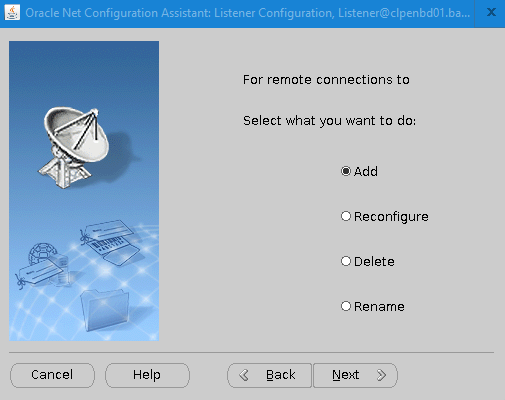 Oracle Net Configuration Assistant: Listener Configuration, Listener@clpenbd01.ba...
For remote connections to
Select what you want to do:
Add
Reconfigure
Delete
Rename
Cancel
Help
Back
Next